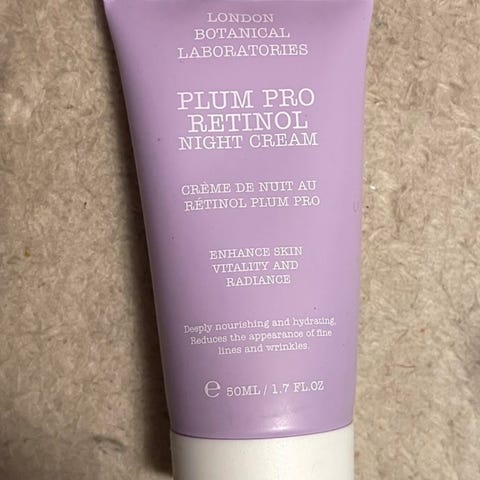 LONDON
BOTANICAL
LABORATORIES
PLUM PRO
RETINOL
NIGHT CREAM
CRÈME DE NUIT AU
RÉTINOL PLUM PRO
ENHANCE SKIN
VITALITY AND
RADIANCE
Deeply nourishing and hydrating.
Reduces the appearance of fine
lines and wrinkles.
℮ 50ML / 1.7 FL.OZ